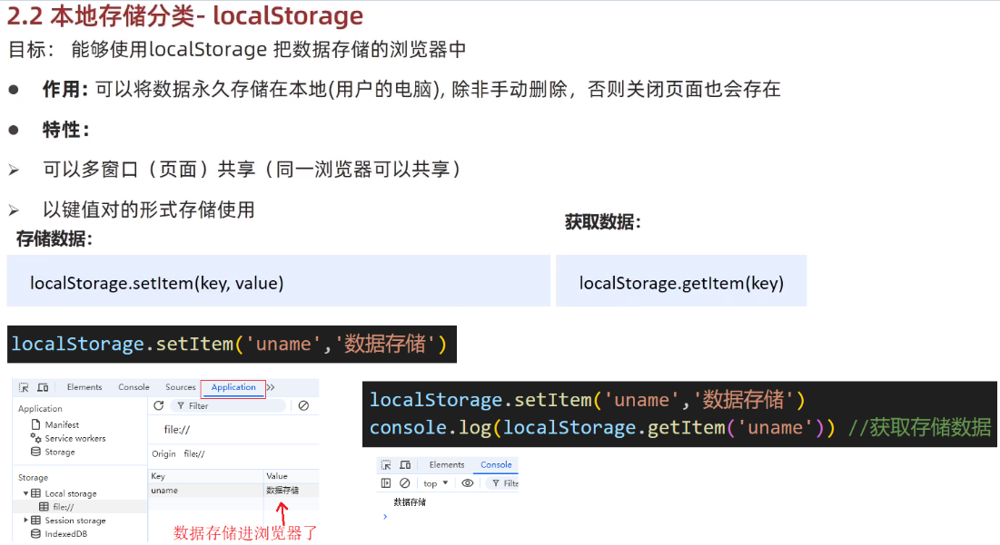 2.2 本地存储分类- localStorage
目标： 能够使用localStorage 把数据存储的浏览器中
● 作用: 可以将数据永久存储在本地(用户的电脑), 除非手动删除，否则关闭页面也会存在
● 特性：
➢ 可以多窗口（页面）共享（同一浏览器可以共享）
➢ 以键值对的形式存储使用
存储数据：
localStorage.setItem(key, value)
获取数据：
localStorage.getItem(key)
localStorage.setItem('uname','数据存储')
Elements Console Sources Application »
Application
Manifest
Service workers
Storage
Storage
Local storage
file://
Session storage
IndexedDB
Filter
file://
Origin file://
Key Value
uname 数据存储
数据存储进浏览器了
localStorage.setItem('uname','数据存储')
console.log(localStorage.getItem('uname')) //获取存储数据
Elements Console
top ▼ Filte
数据存储
›